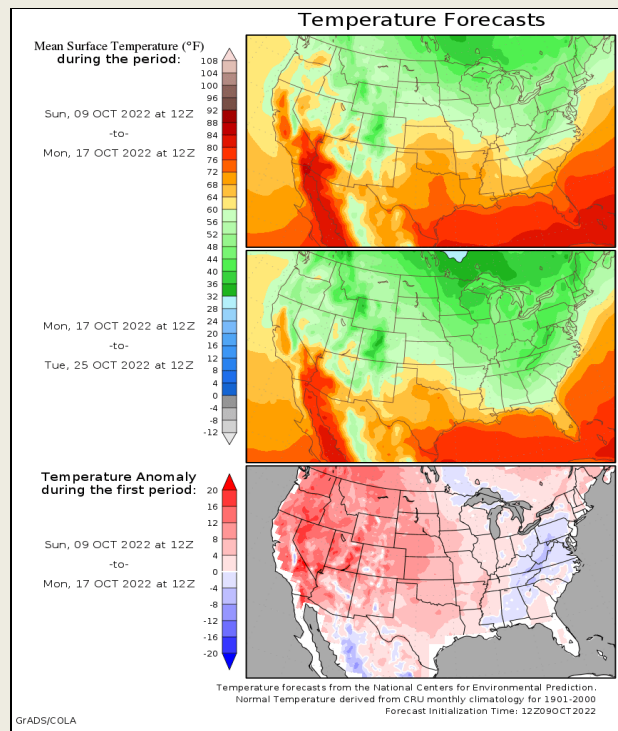 Temperature Forecasts
Mean Surface Temperature (°F)
during the period:
Sun, 09 OCT 2022 at 12Z
-to-
Mon, 17 OCT 2022 at 12Z
108
104
100
96
92
88
84
80
76
72
68
64
60
56
52
48
44
40
36
32
28
24
20
16
12
8
4
0
-4
-8
-12
Mon, 17 OCT 2022 at 12Z
-to-
Tue, 25 OCT 2022 at 12Z
Temperature Anomaly
during the first period:
Sun, 09 OCT 2022 at 12Z
-to-
Mon, 17 OCT 2022 at 12Z
20
16
12
8
4
0
-4
-8
-12
-16
-20
Temperature forecasts from the National Centers for Environmental Prediction.
Normal Temperature derived from CRU monthly climatology for 1901-2000
Forecast Initialization Time: 12Z09OCT2022
GrADS/COLA